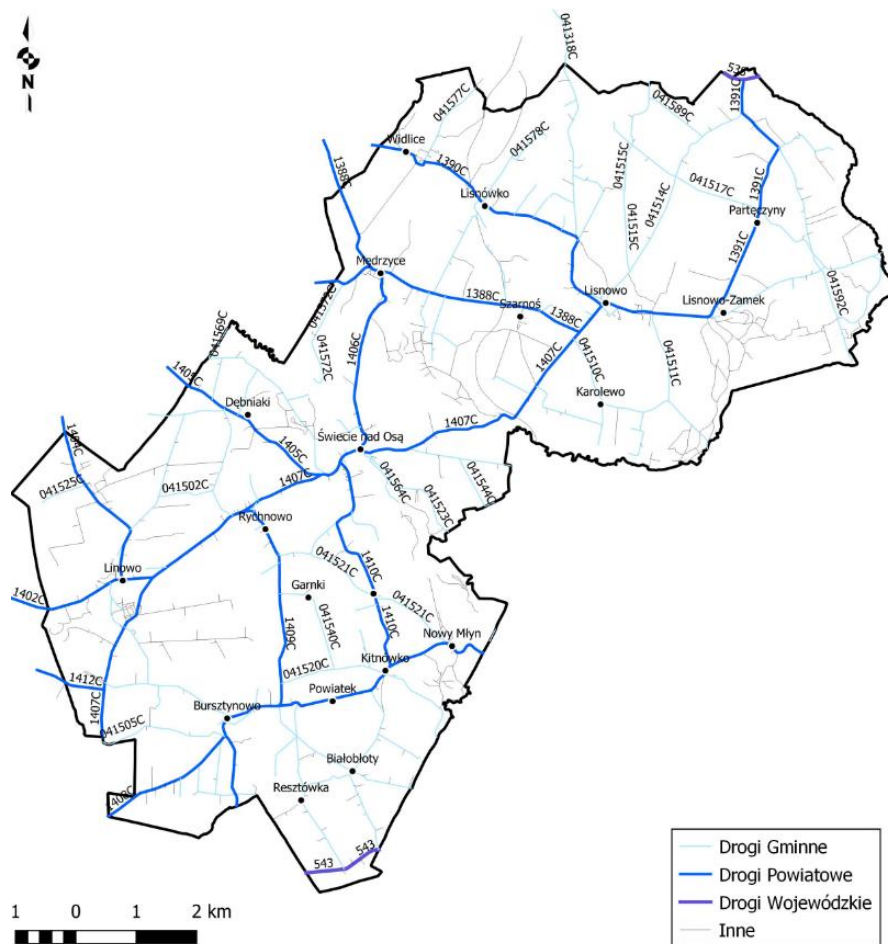 N
041318C
538
1391C
041577C
041589C
Widlice
041578C
041515C
1388C
1390C
041517C
1391C
Lisnówko
041514C
Partęczyny
041515C
1391C
Mędrzyce
041572C
1388C
Szarnoś
Lisnowo
Lisnowo-Zamek
041592C
1388C
041569C
041572C
1406C
1407C
041510C
041511C
1405C
Karolewo
Dębniaki
1407C
Świecie nad Osą
1404C
1405C
041525C
041502C
1407C
041564C
041544C
041523C
Rychnowo
041521C
1410C
Linowo
Garnki
1402C
041540C
041521C
1410C
1409C
Nowy Młyn
041520C
Kitnówko
1412C
Powiatek
1407C
Bursztynowo
041505C
Białobłoty
Resztówka
1408C
543
543
Drogi Gminne
Drogi Powiatowe
Drogi Wojewódzkie
Inne
1 0 1 2 km